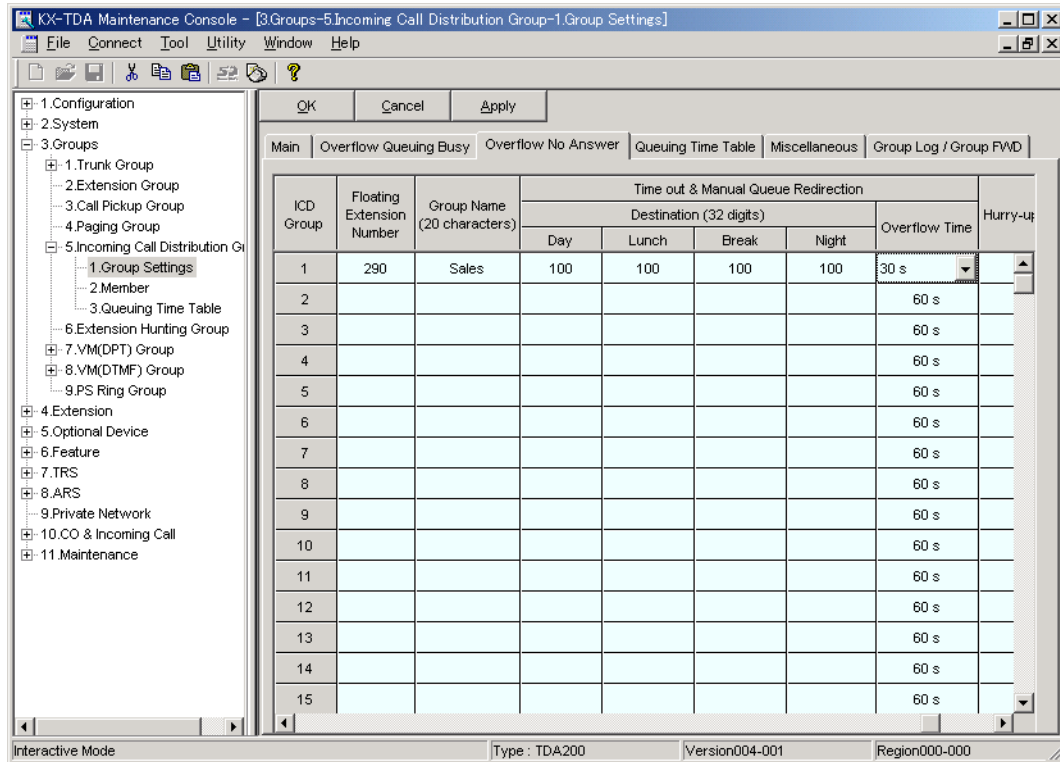 KX-TDA Maintenance Console - [3.Groups-5.Incoming Call Distribution Group-1.Group Settings]
File Connect Tool Utility Window Help
OK Cancel Apply
1.Configuration
2.System
3.Groups
1.Trunk Group
2.Extension Group
3.Call Pickup Group
4.Paging Group
5.Incoming Call Distribution Gr
1.Group Settings
2.Member
3.Queuing Time Table
6.Extension Hunting Group
7.VM(DPT) Group
8.VM(DTMF) Group
9.PS Ring Group
4.Extension
5.Optional Device
6.Feature
7.TRS
8.ARS
9.Private Network
10.CO & Incoming Call
11.Maintenance
Main Overflow Queuing Busy Overflow No Answer Queuing Time Table Miscellaneous Group Log / Group FWD
ICD Group
Floating Extension Number
Group Name (20 characters)
Time out & Manual Queue Redirection
Destination (32 digits)
Day Lunch Break Night
Overflow Time
Hurry-up
1 290 Sales 100 100 100 100 30 s
2 60 s
3 60 s
4 60 s
5 60 s
6 60 s
7 60 s
8 60 s
9 60 s
10 60 s
11 60 s
12 60 s
13 60 s
14 60 s
15 60 s
Interactive Mode Type : TDA200 Version004-001 Region000-000